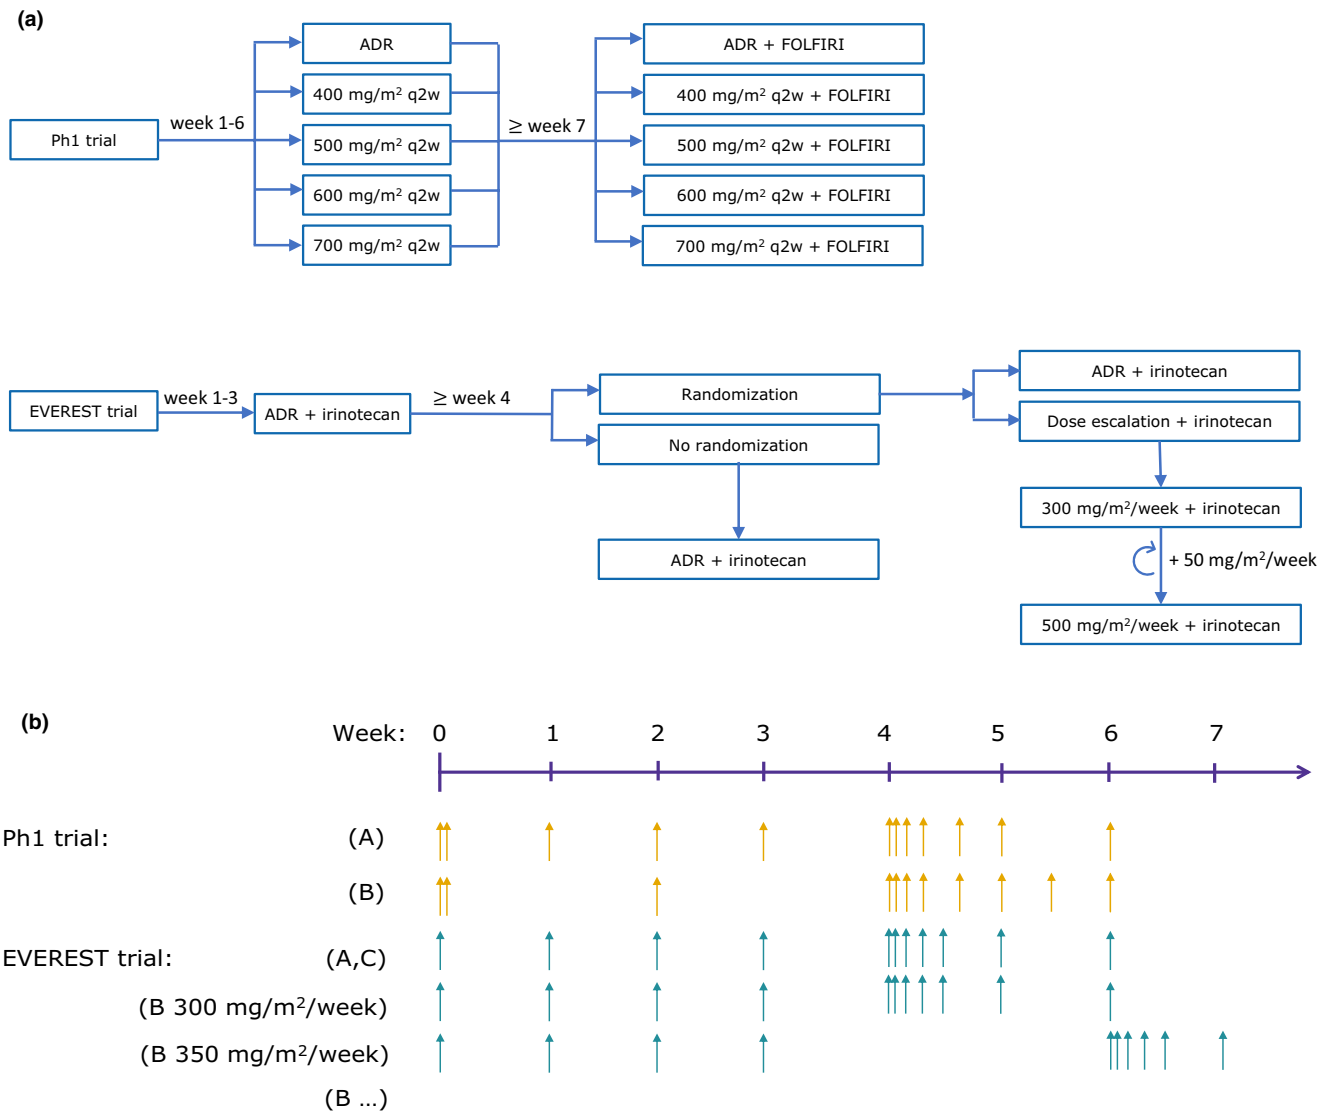 (a)
ADR
ADR + FOLFIRI
400 mg/m² q2w
400 mg/m² q2w + FOLFIRI
Ph1 trial
week 1-6
500 mg/m² q2w
≥ week 7
500 mg/m² q2w + FOLFIRI
600 mg/m² q2w
600 mg/m² q2w + FOLFIRI
700 mg/m² q2w
700 mg/m² q2w + FOLFIRI
EVEREST trial
week 1-3
ADR + irinotecan
≥ week 4
Randomization
No randomization
ADR + irinotecan
ADR + irinotecan
Dose escalation + irinotecan
300 mg/m²/week + irinotecan
+ 50 mg/m²/week
500 mg/m²/week + irinotecan
(b)
Week: 0 1 2 3 4 5 6 7
Ph1 trial: (A)
(B)
EVEREST trial: (A,C)
(B 300 mg/m²/week)
(B 350 mg/m²/week)
(B ...)